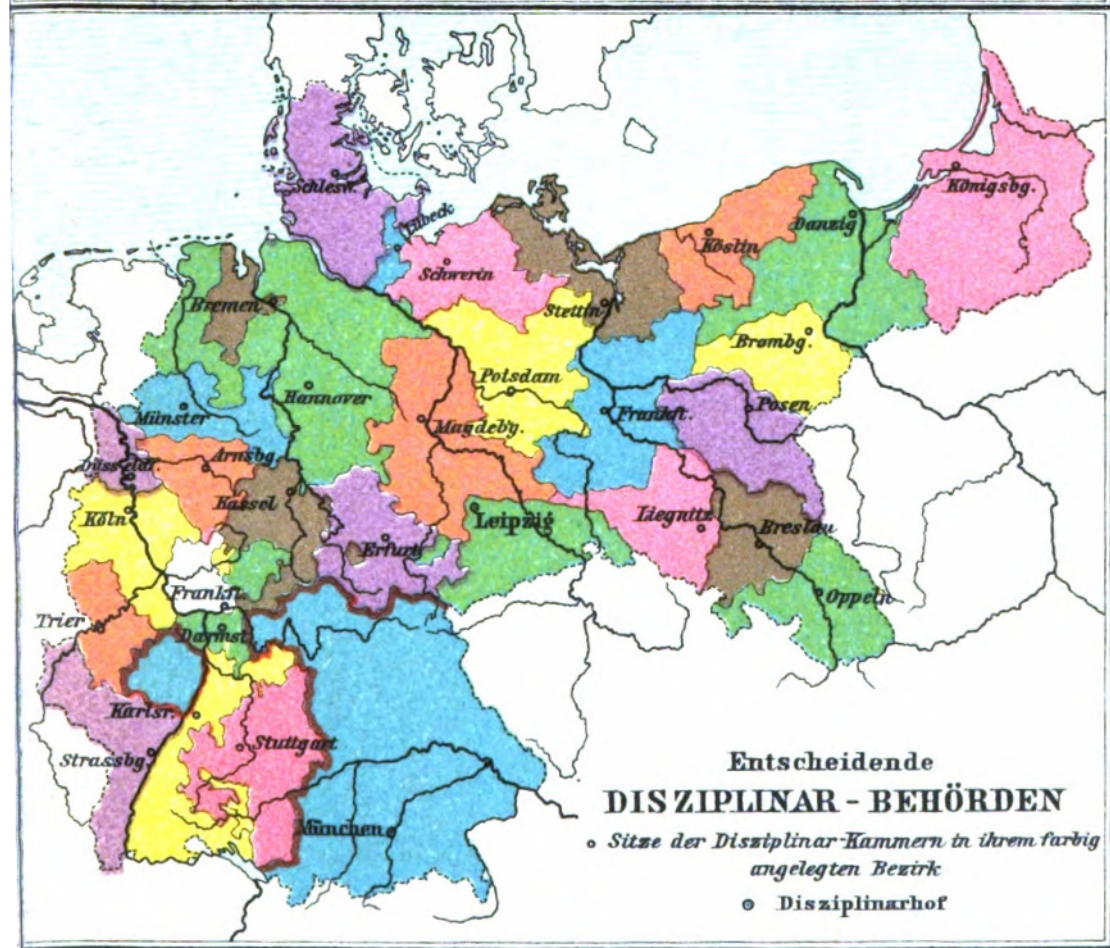 Schlesw.
Lübeck
Königsbg.
Danzig
Köslin
Schwerin
Bremen
Stettin
Brombg.
Potsdam
Hannover
Münster
Magdebg.
Frankft.
Posen
Arnsbg.
Düsseldf.
Kassel
Köln
Leipzig
Liegnitz
Breslau
Erfurt
Frankft.
Oppeln
Trier
Darmst.
Karlsr.
Stuttgart
Strassbg.
München
Entscheidende
DISZIPLINAR - BEHÖRDEN
Sitze der Disziplinar-Kammern in ihrem farbig
angelegten Bezirk
Disziplinarhof